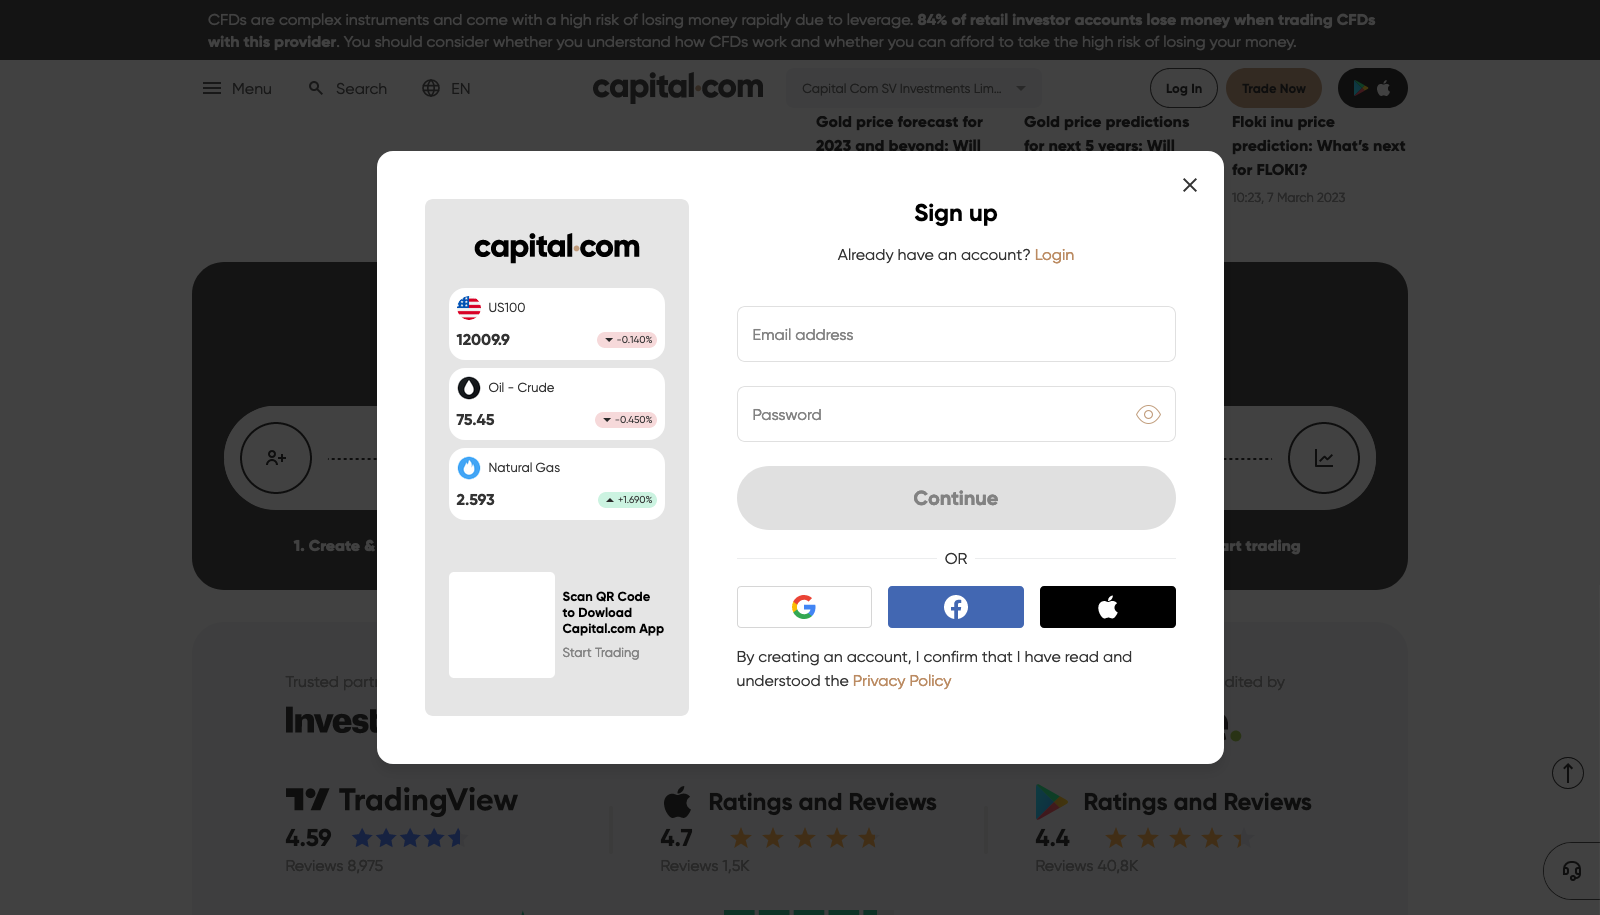 CFDs are complex instruments and come with a high risk of losing money rapidly due to leverage. 84% of retail investor accounts lose money when trading CFDs
with this provider. You should consider whether you understand how CFDs work and whether you can afford to take the high risk of losing your money.
Menu
Search
EN
capital.com
Capital Com SV Investments Lim...
Log In
Trade Now
Gold price forecast for
2023 and beyond: Will
Gold price predictions
for next 5 years: Will
Floki inu price
prediction: What's next
for FLOKI?
10:23, 7 March 2023
capital.com
US100
12009.9
-0.140%
Oil - Crude
75.45
-0.450%
Natural Gas
2.593
+1.690%
Scan QR Code
to Dowload
Capital.com App
Start Trading
Sign up
Already have an account? Login
Email address
Password
Continue
OR
By creating an account, I confirm that I have read and
understood the Privacy Policy
1. Create &
art trading
Trusted part
dited by
Invest
TradingView
4.59
Reviews 8,975
Ratings and Reviews
4.7
Reviews 1,5K
Ratings and Reviews
4.4
Reviews 40,8K